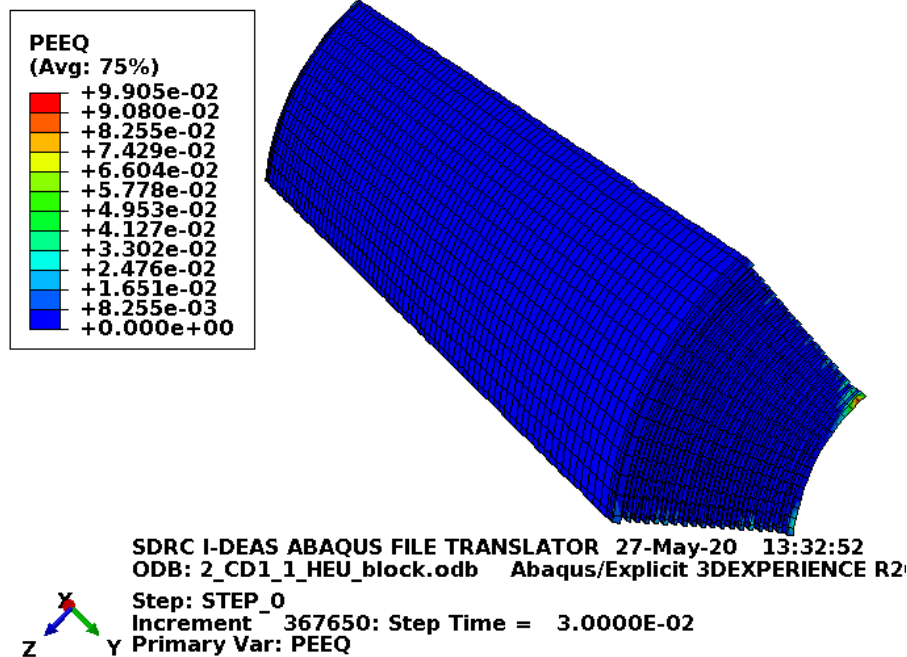 PEEQ
(Avg: 75%)
+9.905e-02
+9.080e-02
+8.255e-02
+7.429e-02
+6.604e-02
+5.778e-02
+4.953e-02
+4.127e-02
+3.302e-02
+2.476e-02
+1.651e-02
+8.255e-03
+0.000e+00
SDRC I-DEAS ABAQUS FILE TRANSLATOR 27-May-20 13:32:52
ODB: 2_CD1_1_HEU_block.odb Abaqus/Explicit 3DEXPERIENCE
Step: STEP_0
Increment 367650: Step Time = 3.0000E-02
Primary Var: PEEQ
X
Z
Y